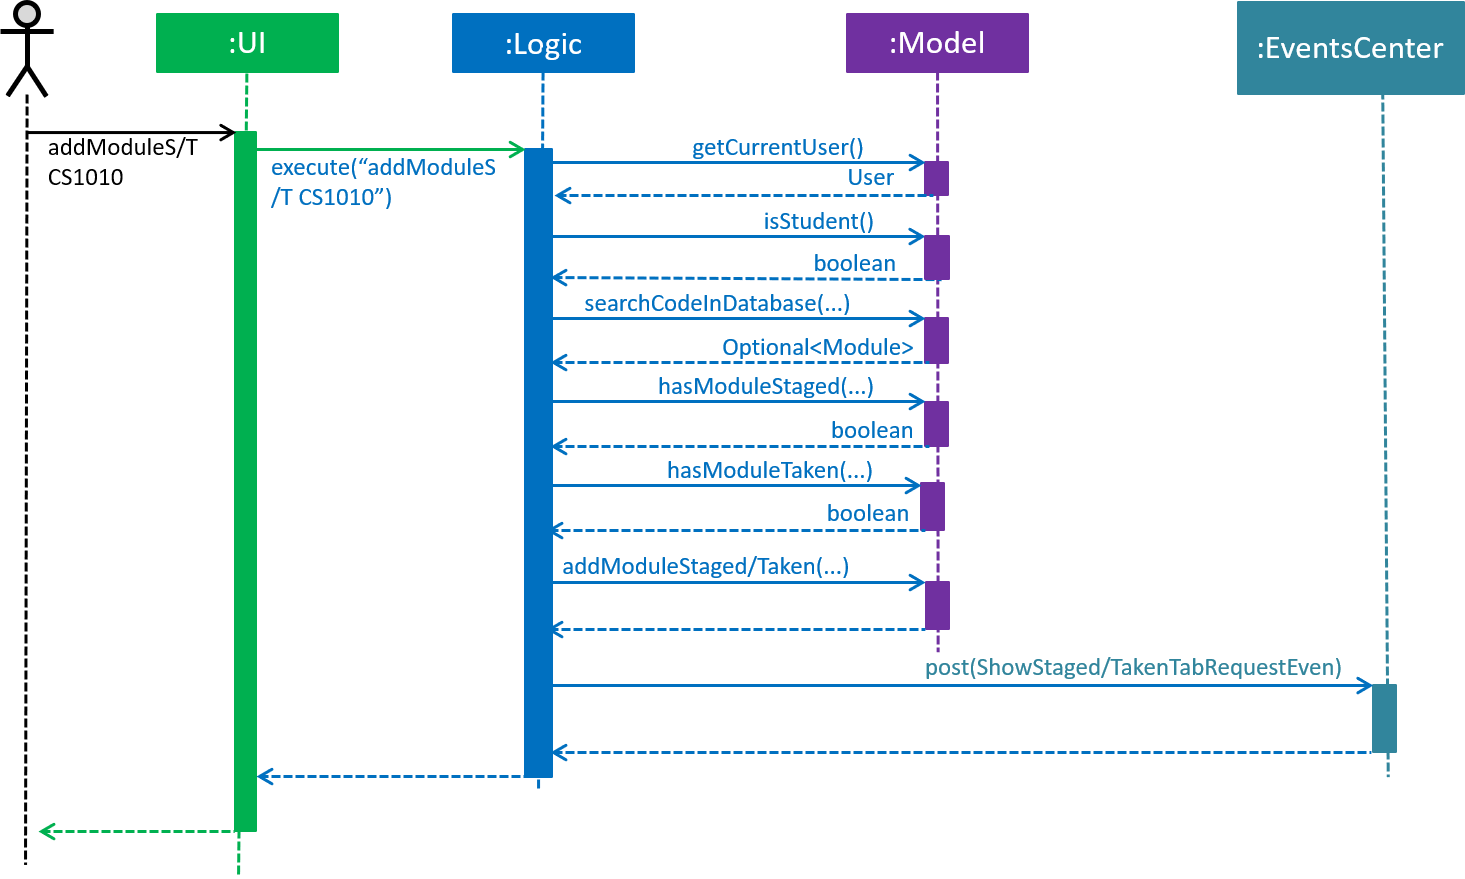 :UI
:Logic
:Model
:EventsCenter
addModuleS/T
CS1010
execute(“addModuleS
/T CS1010”)
getCurrentUser()
User
isStudent()
boolean
searchCodeInDatabase(...)
Optional<Module>
hasModuleStaged(...)
boolean
hasModuleTaken(...)
boolean
addModuleStaged/Taken(...)
post(ShowStaged/TakenTabRequestEven)